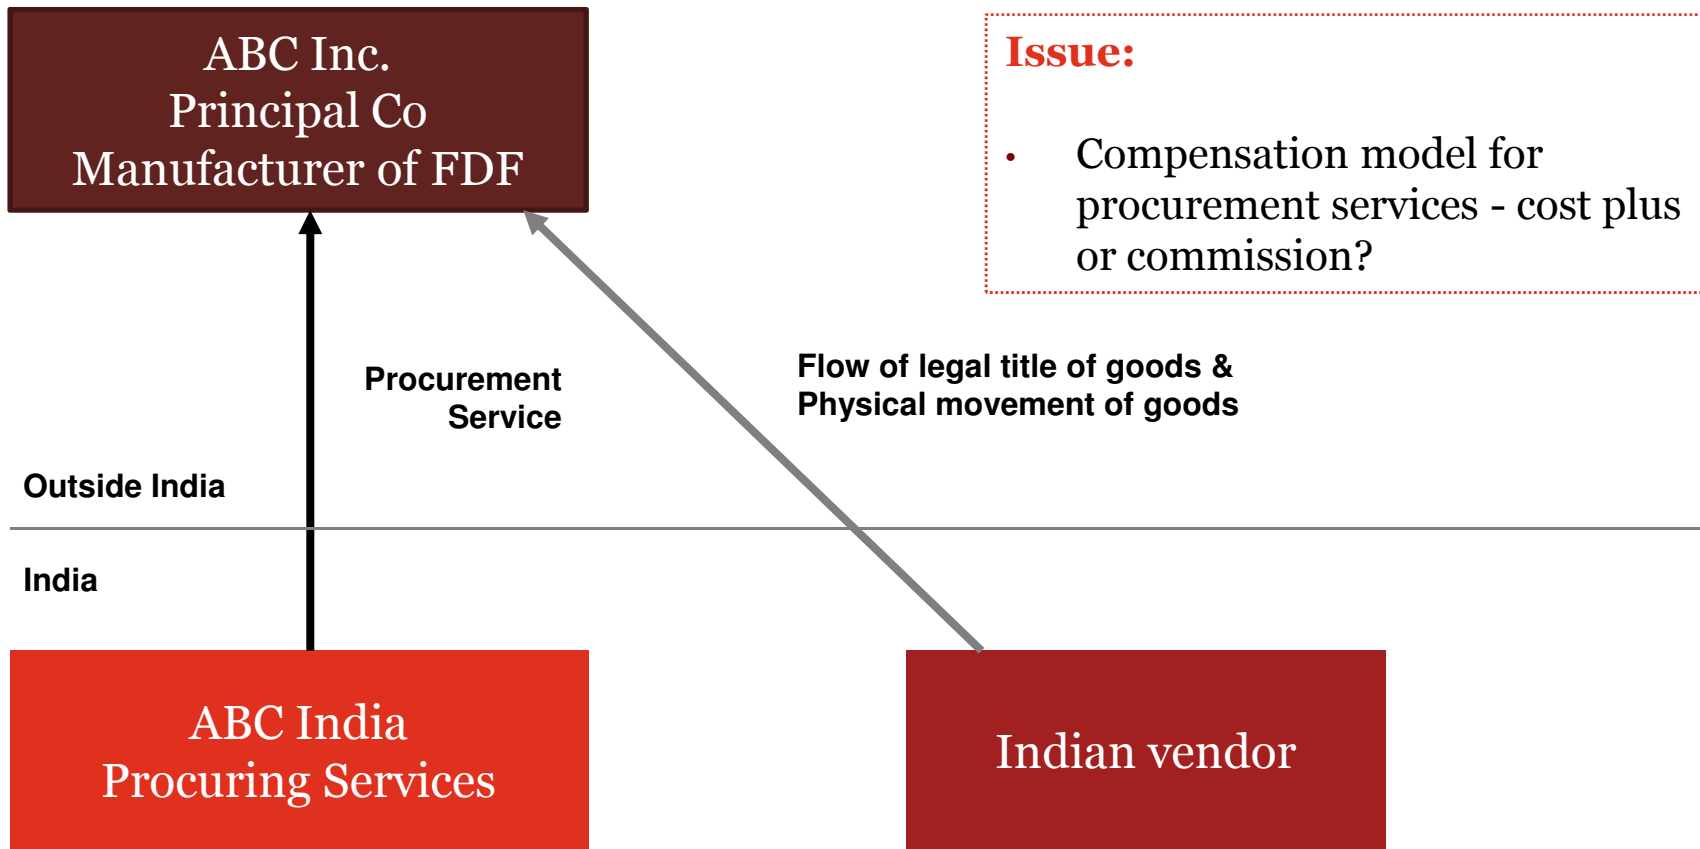 ABC Inc.
Principal Co
Manufacturer of FDF
Issue:
• Compensation model for
procurement services - cost plus
or commission?
Procurement
Service
Flow of legal title of goods &
Physical movement of goods
Outside India
India
ABC India
Procuring Services
Indian vendor